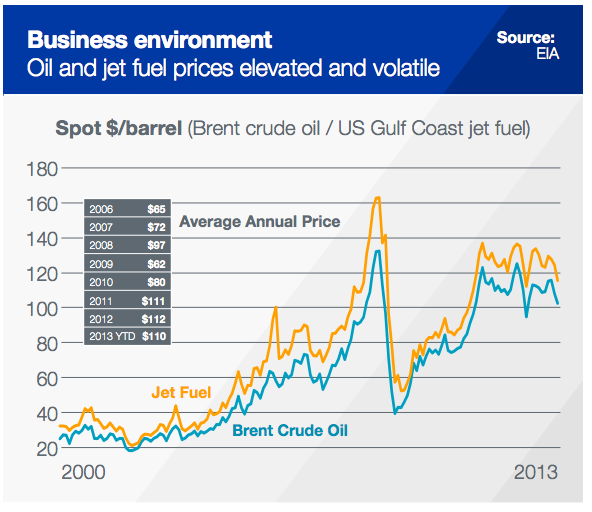 Business environment
Oil and jet fuel prices elevated and volatile
Source:
EIA
Spot $/barrel (Brent crude oil / US Gulf Coast jet fuel)
180
160
140
120
100
80
60
40
20
2006 $65
2007 $72
2008 $97
2009 $62
2010 $80
2011 $111
2012 $112
2013 YTD $110
Average Annual Price
Jet Fuel
Brent Crude Oil
2000
2013